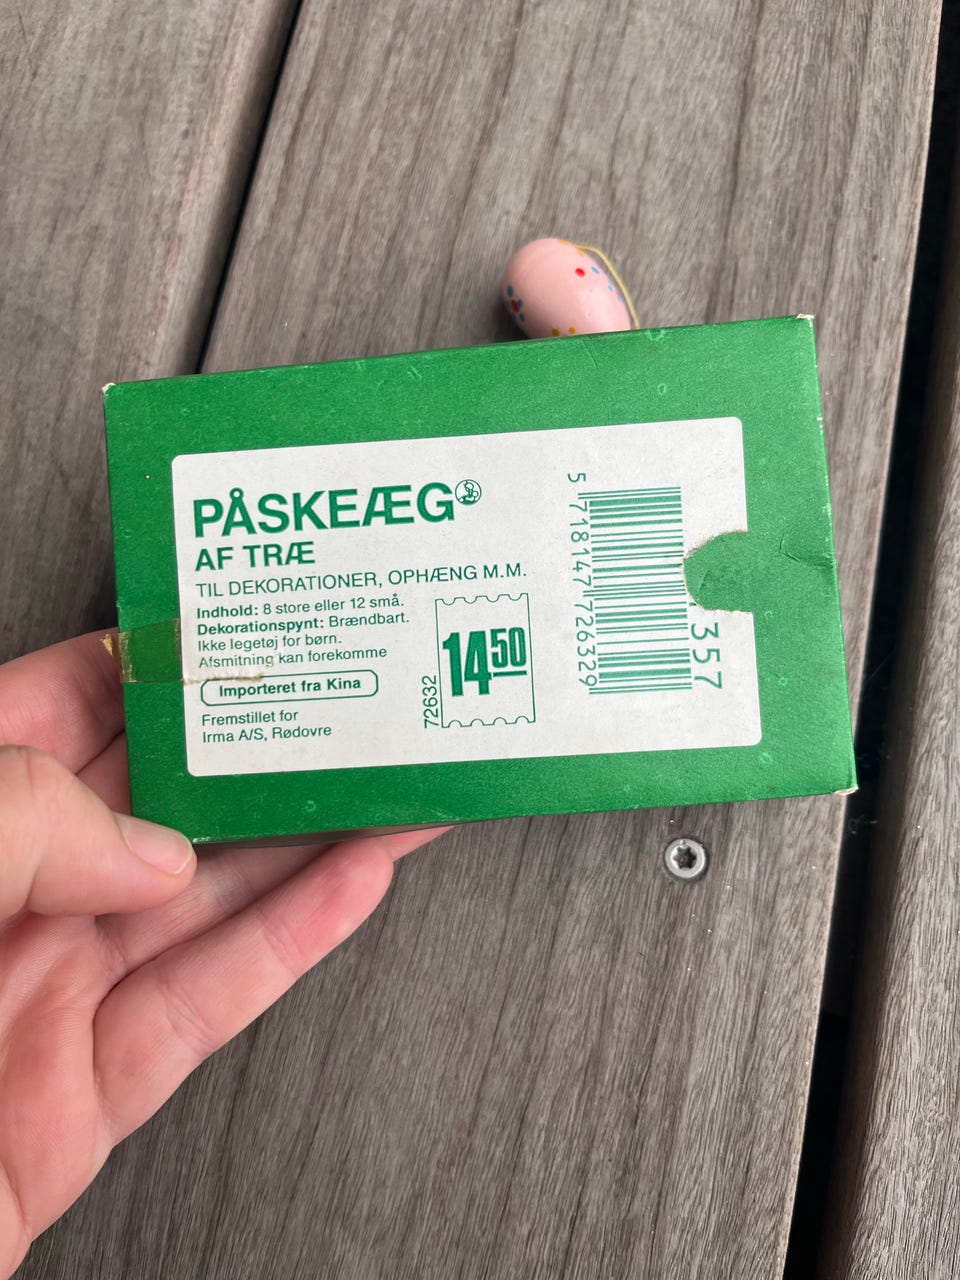 PÅSKEÆG
AF TRÆ
TIL DEKORATIONER, OPHÆNG M.M.
Indhold: 8 store eller 12 små.
Dekorationspynt: Brændbart.
Ikke legetøj for børn.
Afsmitning kan forekomme
Importeret fra Kina
Fremstillet for
Irma A/S, Rødovre
72632
14 50
5 718147 726329
357